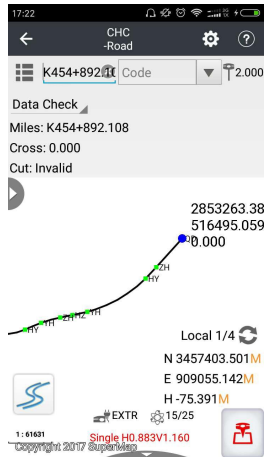 17:22
CHC
-Road
K454+892.1
Code
2.000
Data Check
Miles: K454+892.108
Cross: 0.000
Cut: Invalid
2853263.38
516495.059
0.000
ZH
HY
HY
YH
ZH
HZ
YH
Local 1/4
N 3457403.501M
E 909055.142M
H -75.391M
EXTR
15/25
1 : 61631
Single H0.883V1.160
Copyright 2017 SuperMap